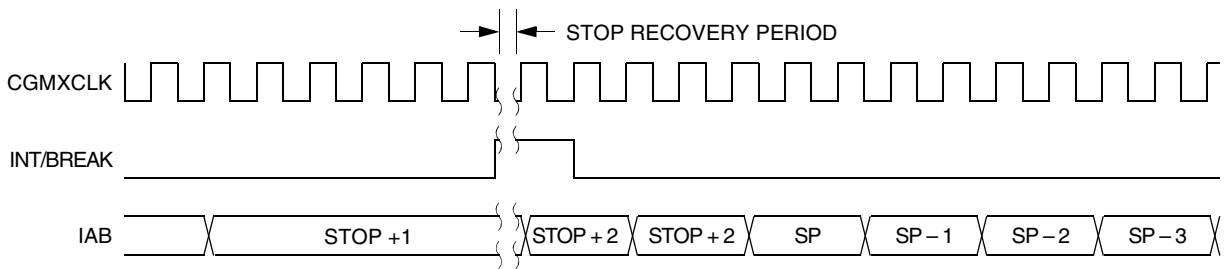 STOP RECOVERY PERIOD
CGMXCLK
INT/BREAK
IAB STOP +1 STOP + 2 STOP + 2 SP SP – 1 SP – 2 SP – 3